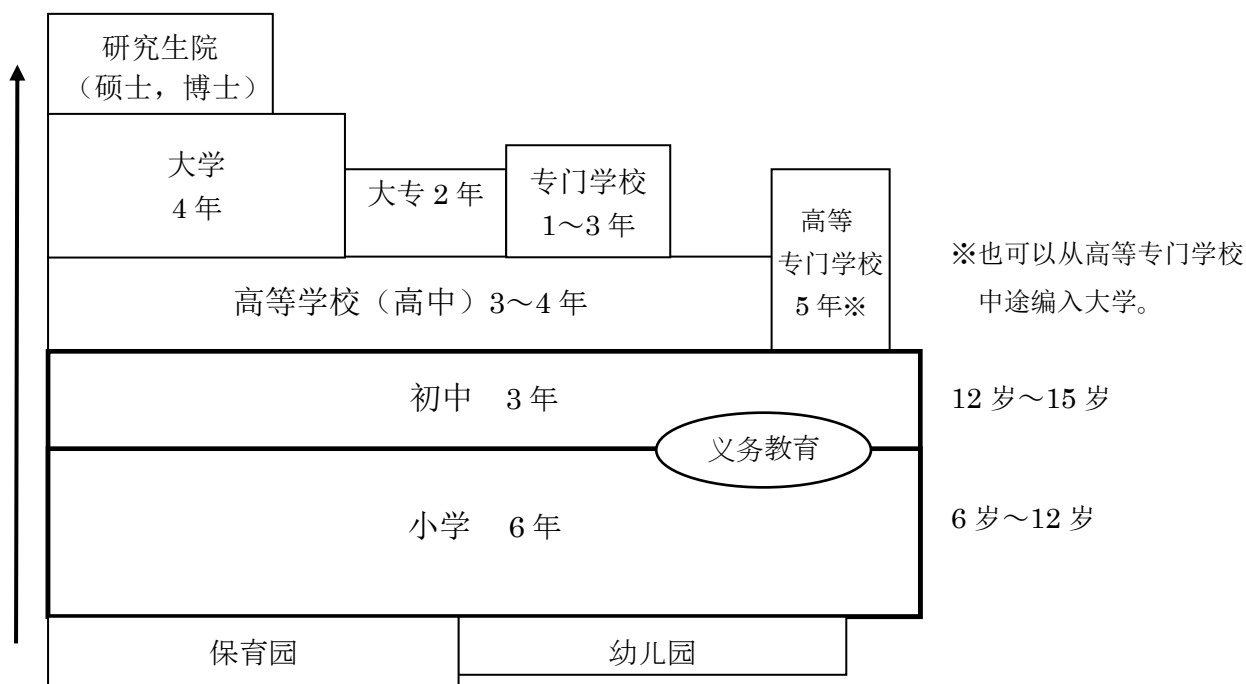 研究生院
（硕士，博士）
大学
4 年
大专 2 年
专门学校
1～3 年
高等
专门学校
5 年※
※也可以从高等专门学校
中途编入大学。
高等学校（高中）3～4 年
初中 3 年
12 岁～15 岁
义务教育
小学 6 年
6 岁～12 岁
保育园
幼儿园